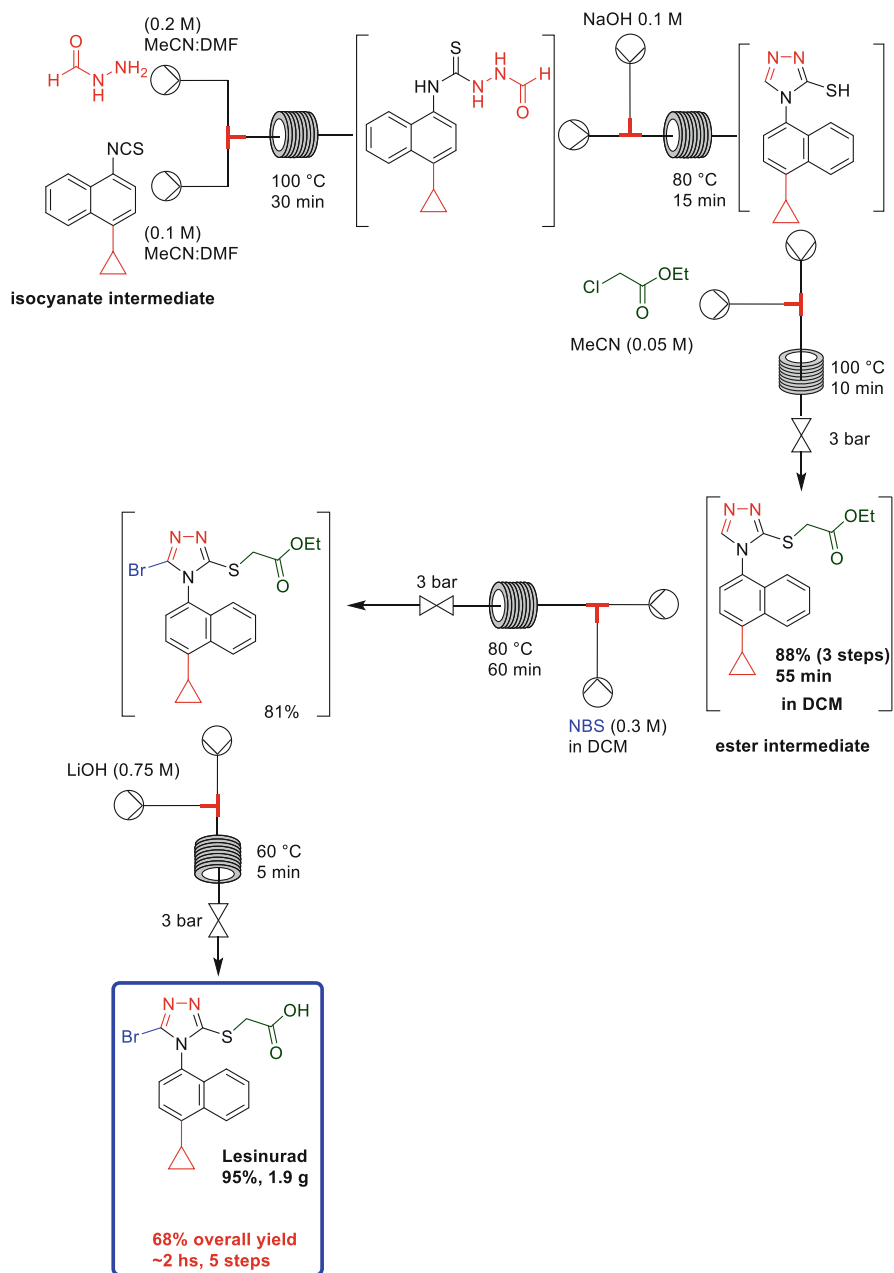 (0.2 M)
MeCN:DMF
O
H
N
H
NH2
NCS
(0.1 M)
MeCN:DMF
isocyanate intermediate
100 °C
30 min
S
NH
N
H
H
N
H
O
NaOH 0.1 M
80 °C
15 min
N
N
N
SH
Cl
OEt
O
MeCN (0.05 M)
100 °C
10 min
3 bar
N
N
N
S
OEt
O
88% (3 steps)
55 min
in DCM
ester intermediate
NBS (0.3 M)
in DCM
80 °C
60 min
3 bar
N
N
Br
N
S
OEt
O
81%
LiOH (0.75 M)
60 °C
5 min
3 bar
N
N
Br
N
S
OH
O
Lesinurad
95%, 1.9 g
68% overall yield
~2 hs, 5 steps